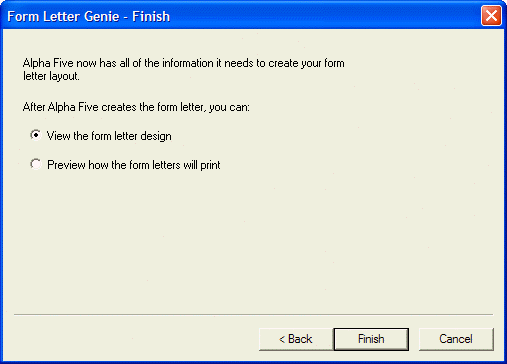 Form Letter Genie - Finish
Alpha Five now has all of the information it needs to create your form
letter layout.
After Alpha Five creates the form letter, you can:
View the form letter design
Preview how the form letters will print
< Back
Finish
Cancel